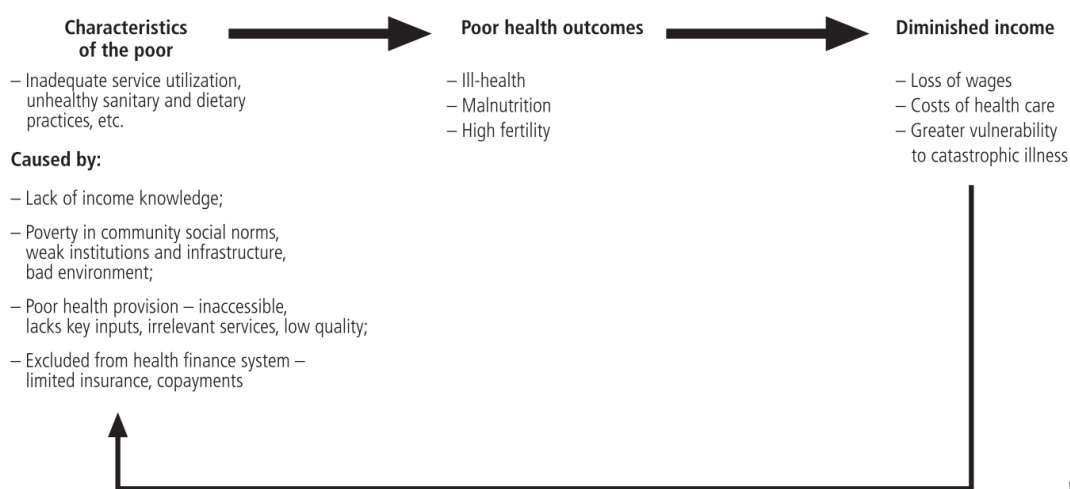 Characteristics
of the poor
– Inadequate service utilization,
unhealthy sanitary and dietary
practices, etc.
Caused by:
– Lack of income knowledge;
– Poverty in community social norms,
weak institutions and infrastructure,
bad environment;
– Poor health provision – inaccessible,
lacks key inputs, irrelevant services, low quality;
– Excluded from health finance system –
limited insurance, copayments
Poor health outcomes
– Ill-health
– Malnutrition
– High fertility
Diminished income
– Loss of wages
– Costs of health care
– Greater vulnerability
to catastrophic illness